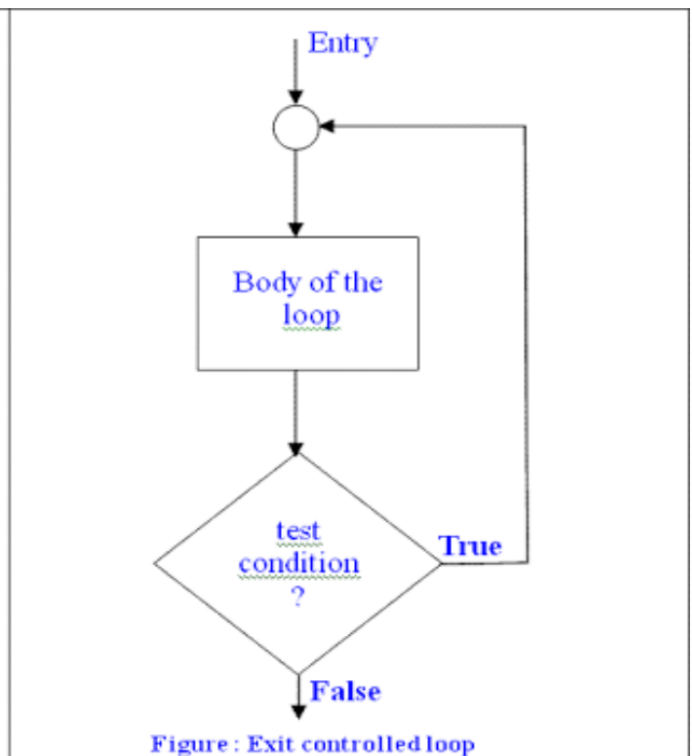 Entry
Body of the
loop
test
condition
?
True
False
Figure : Exit controlled loop